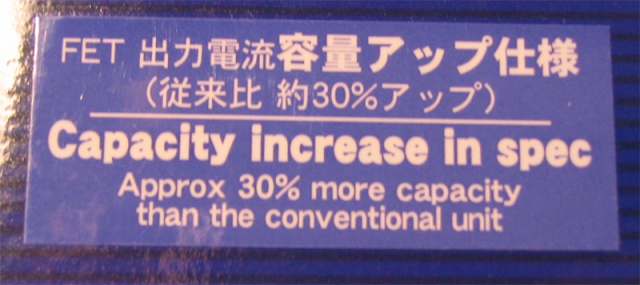 FET 出力電流容量アップ仕様
（従来比 約30%アップ）
Capacity increase in spec
Approx 30% more capacity
than the conventional unit